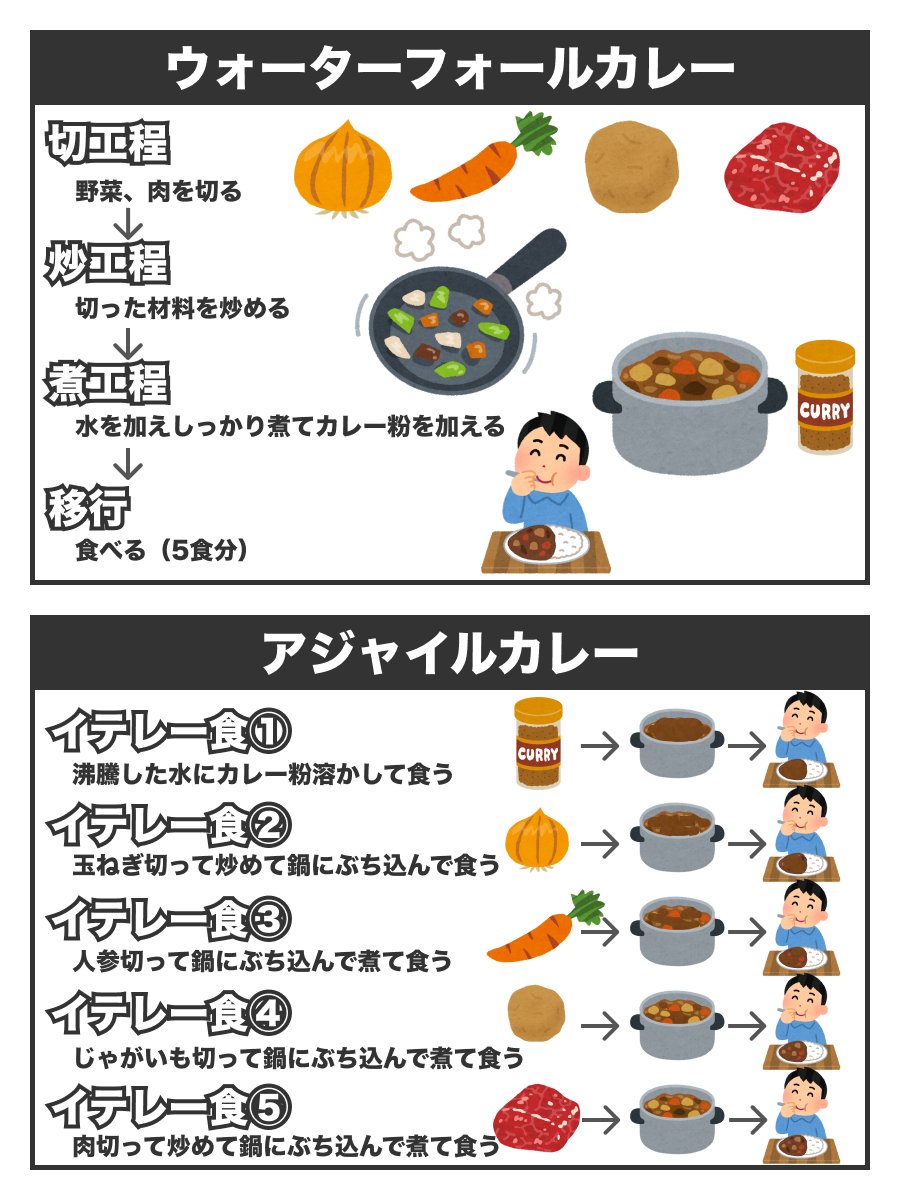 ウォーターフォールカレー
切工程
野菜、肉を切る
炒工程
切った材料を炒める
煮工程
水を加えしっかり煮てカレー粉を加える
移行
食べる（5食分）
CURRY
アジャイルカレー
イテレー食①
沸騰した水にカレー粉溶かして食う
CURRY
イテレー食②
玉ねぎ切って炒めて鍋にぶち込んで食う
イテレー食③
人参切って鍋にぶち込んで煮て食う
イテレー食④
じゃがいも切って鍋にぶち込んで煮て食う
イテレー食⑤
肉切って炒めて鍋にぶち込んで煮て食う